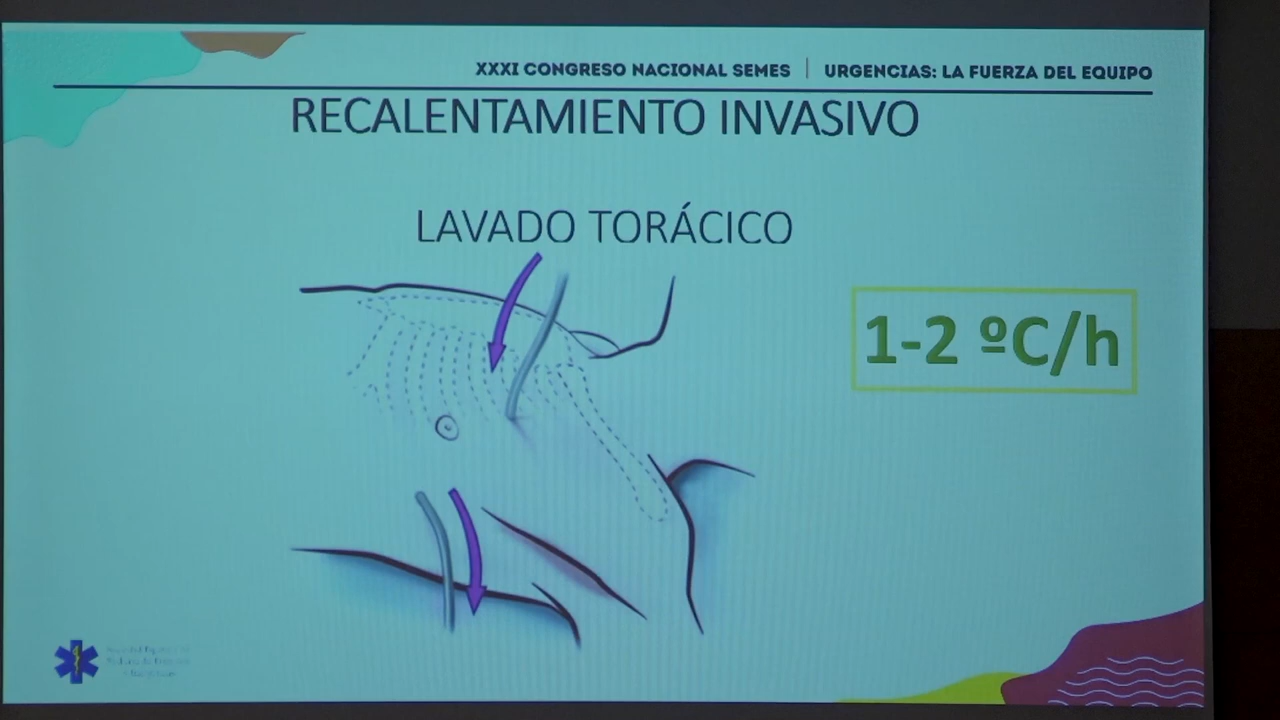 XXXI CONGRESO NACIONAL SEMES | URGENCIAS: LA FUERZA DEL EQUIPO
RECALENTAMIENTO INVASIVO
LAVADO TORÁCICO
1-2 ºC/h